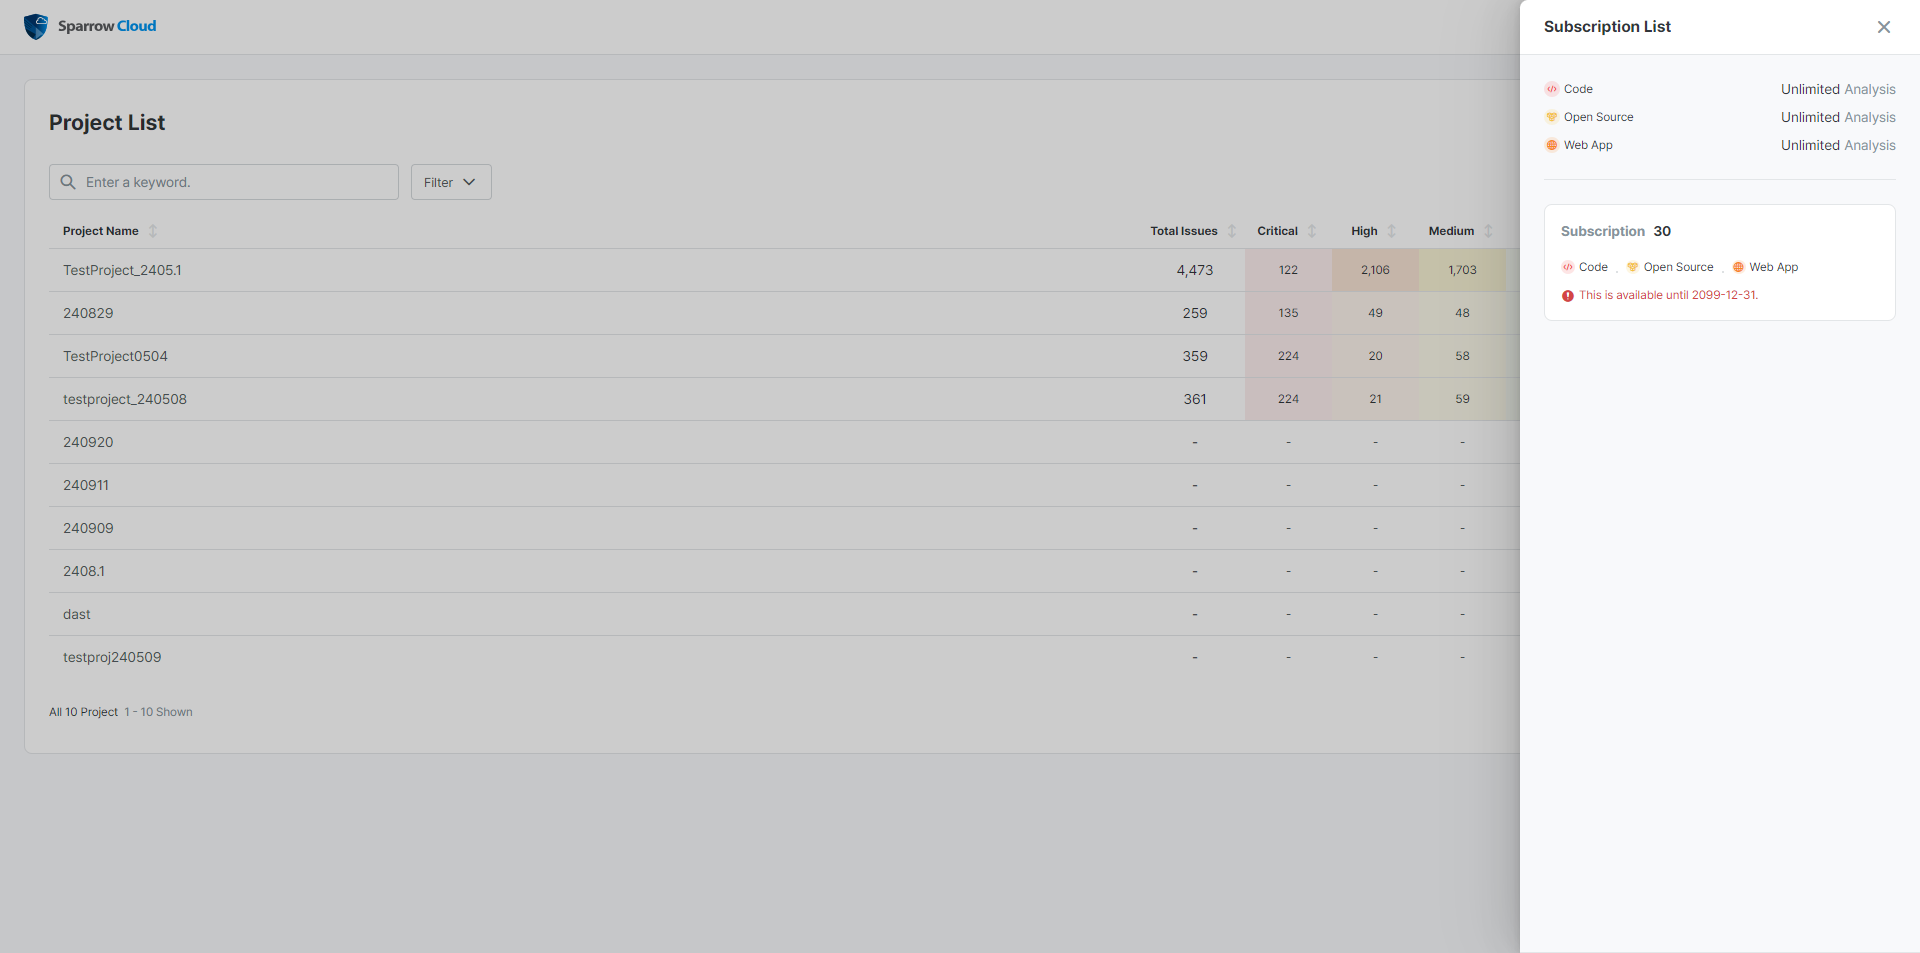 Sparrow Cloud
Project List
Enter a keyword.
Filter
Project Name Total Issues Critical High Medium
TestProject_2405.1 4,473 122 2,106 1,703
240829 259 135 49 48
TestProject0504 359 224 20 58
testproject_240508 361 224 21 59
240920 - - - -
240911 - - - -
240909 - - - -
2408.1 - - - -
dast - - - -
testproj240509 - - - -
All 10 Project 1 - 10 Shown
Subscription List
Code Unlimited Analysis
Open Source Unlimited Analysis
Web App Unlimited Analysis
Subscription 30
Code , Open Source , Web App
This is available until 2099-12-31.